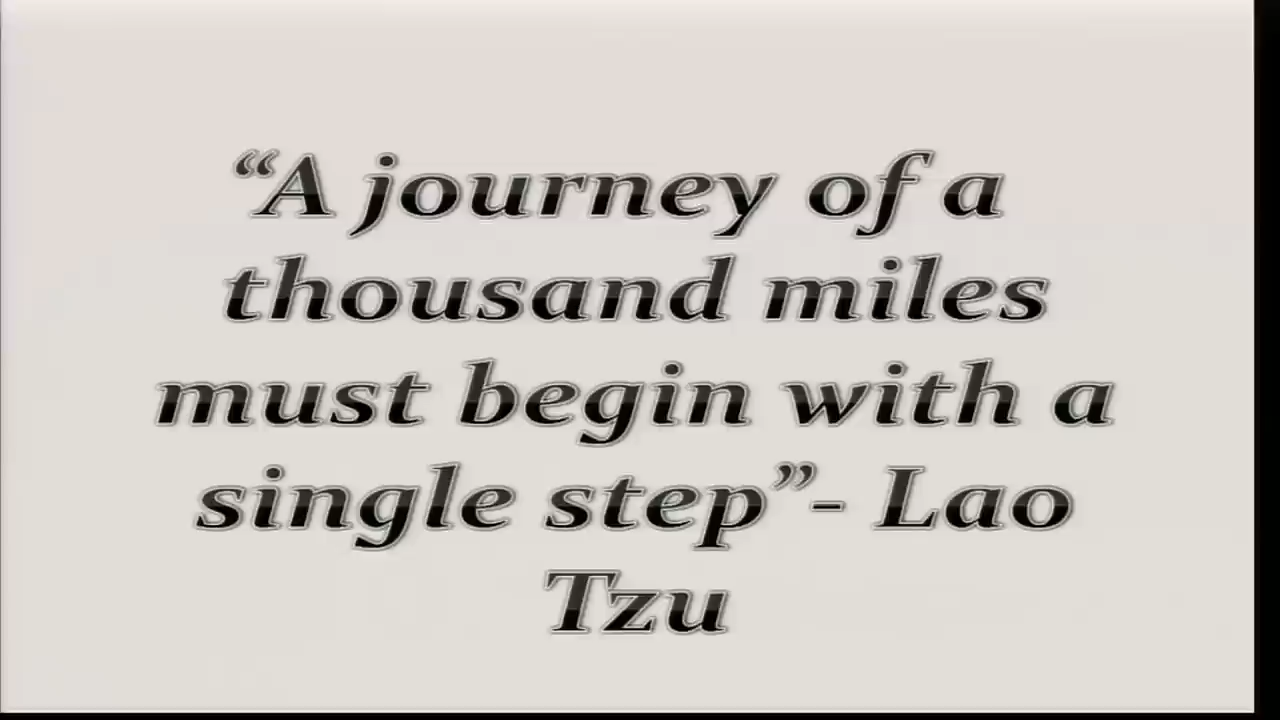 “A journey of a
thousand miles
must begin with a
single step”- Lao
Tzu